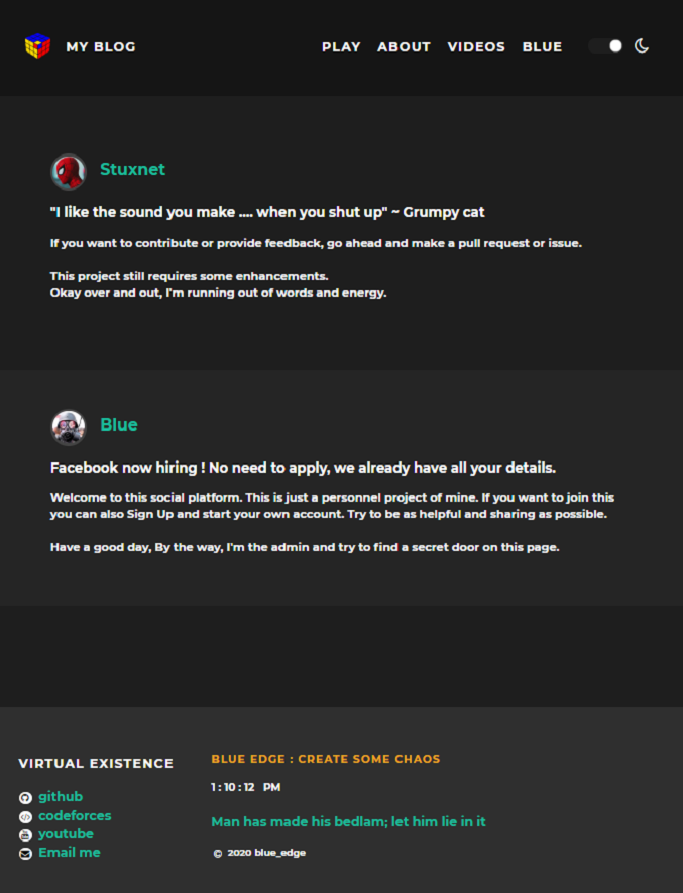 MY BLOG PLAY ABOUT VIDEOS BLUE
Stuxnet
"I like the sound you make .... when you shut up" ~ Grumpy cat
If you want to contribute or provide feedback, go ahead and make a pull request or issue.
This project still requires some enhancements.
Okay over and out, I'm running out of words and energy.
Blue
Facebook now hiring ! No need to apply, we already have all your details.
Welcome to this social platform. This is just a personnel project of mine. If you want to join this
you can also Sign Up and start your own account. Try to be as helpful and sharing as possible.
Have a good day, By the way, I'm the admin and try to find a secret door on this page.
VIRTUAL EXISTENCE
github
codeforces
youtube
Email me
BLUE EDGE : CREATE SOME CHAOS
1 : 10 : 12 PM
Man has made his bedlam; let him lie in it
© 2020 blue_edge